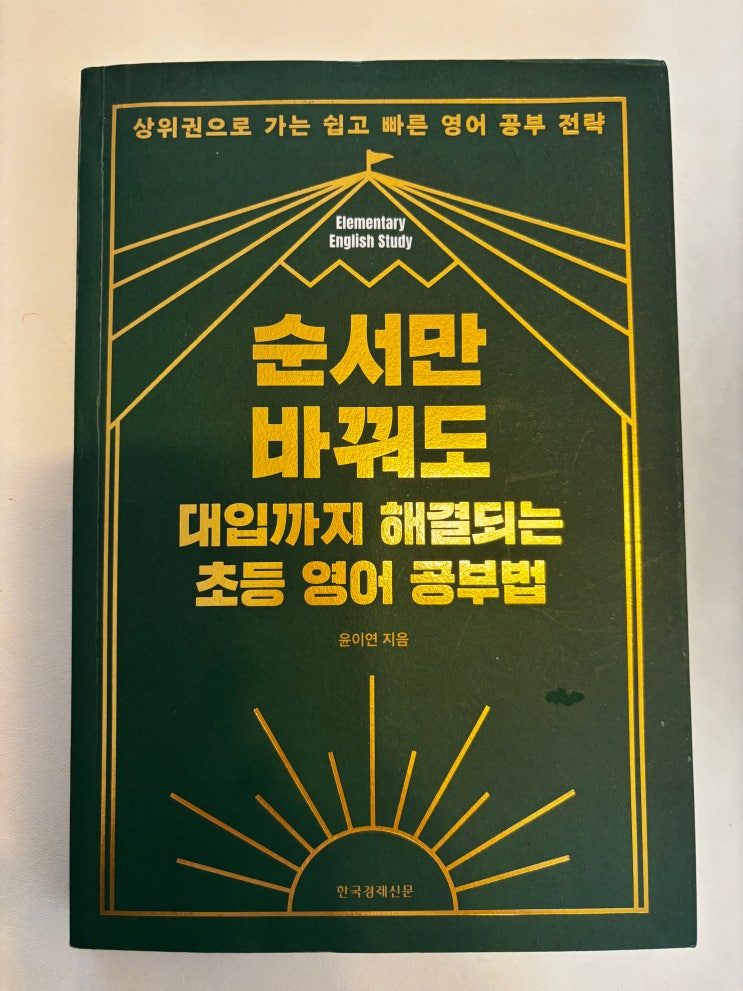 상위권으로 가는 쉽고 빠른 영어 공부 전략
Elementary
English Study
순서만
바꿔도
대입까지 해결되는
초등 영어 공부법
윤이연 지음
한국경제신문